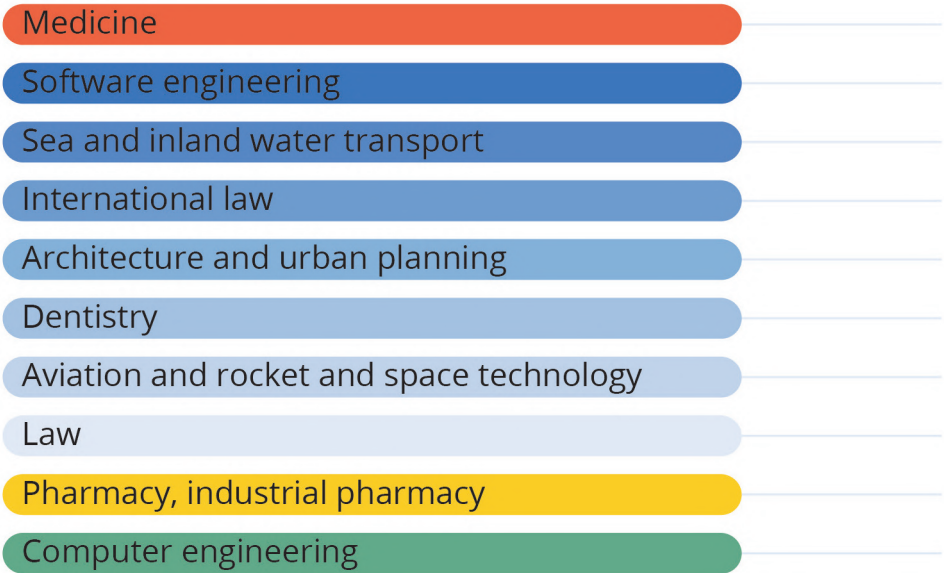 Medicine
Software engineering
Sea and inland water transport
International law
Architecture and urban planning
Dentistry
Aviation and rocket and space technology
Law
Pharmacy, industrial pharmacy
Computer engineering